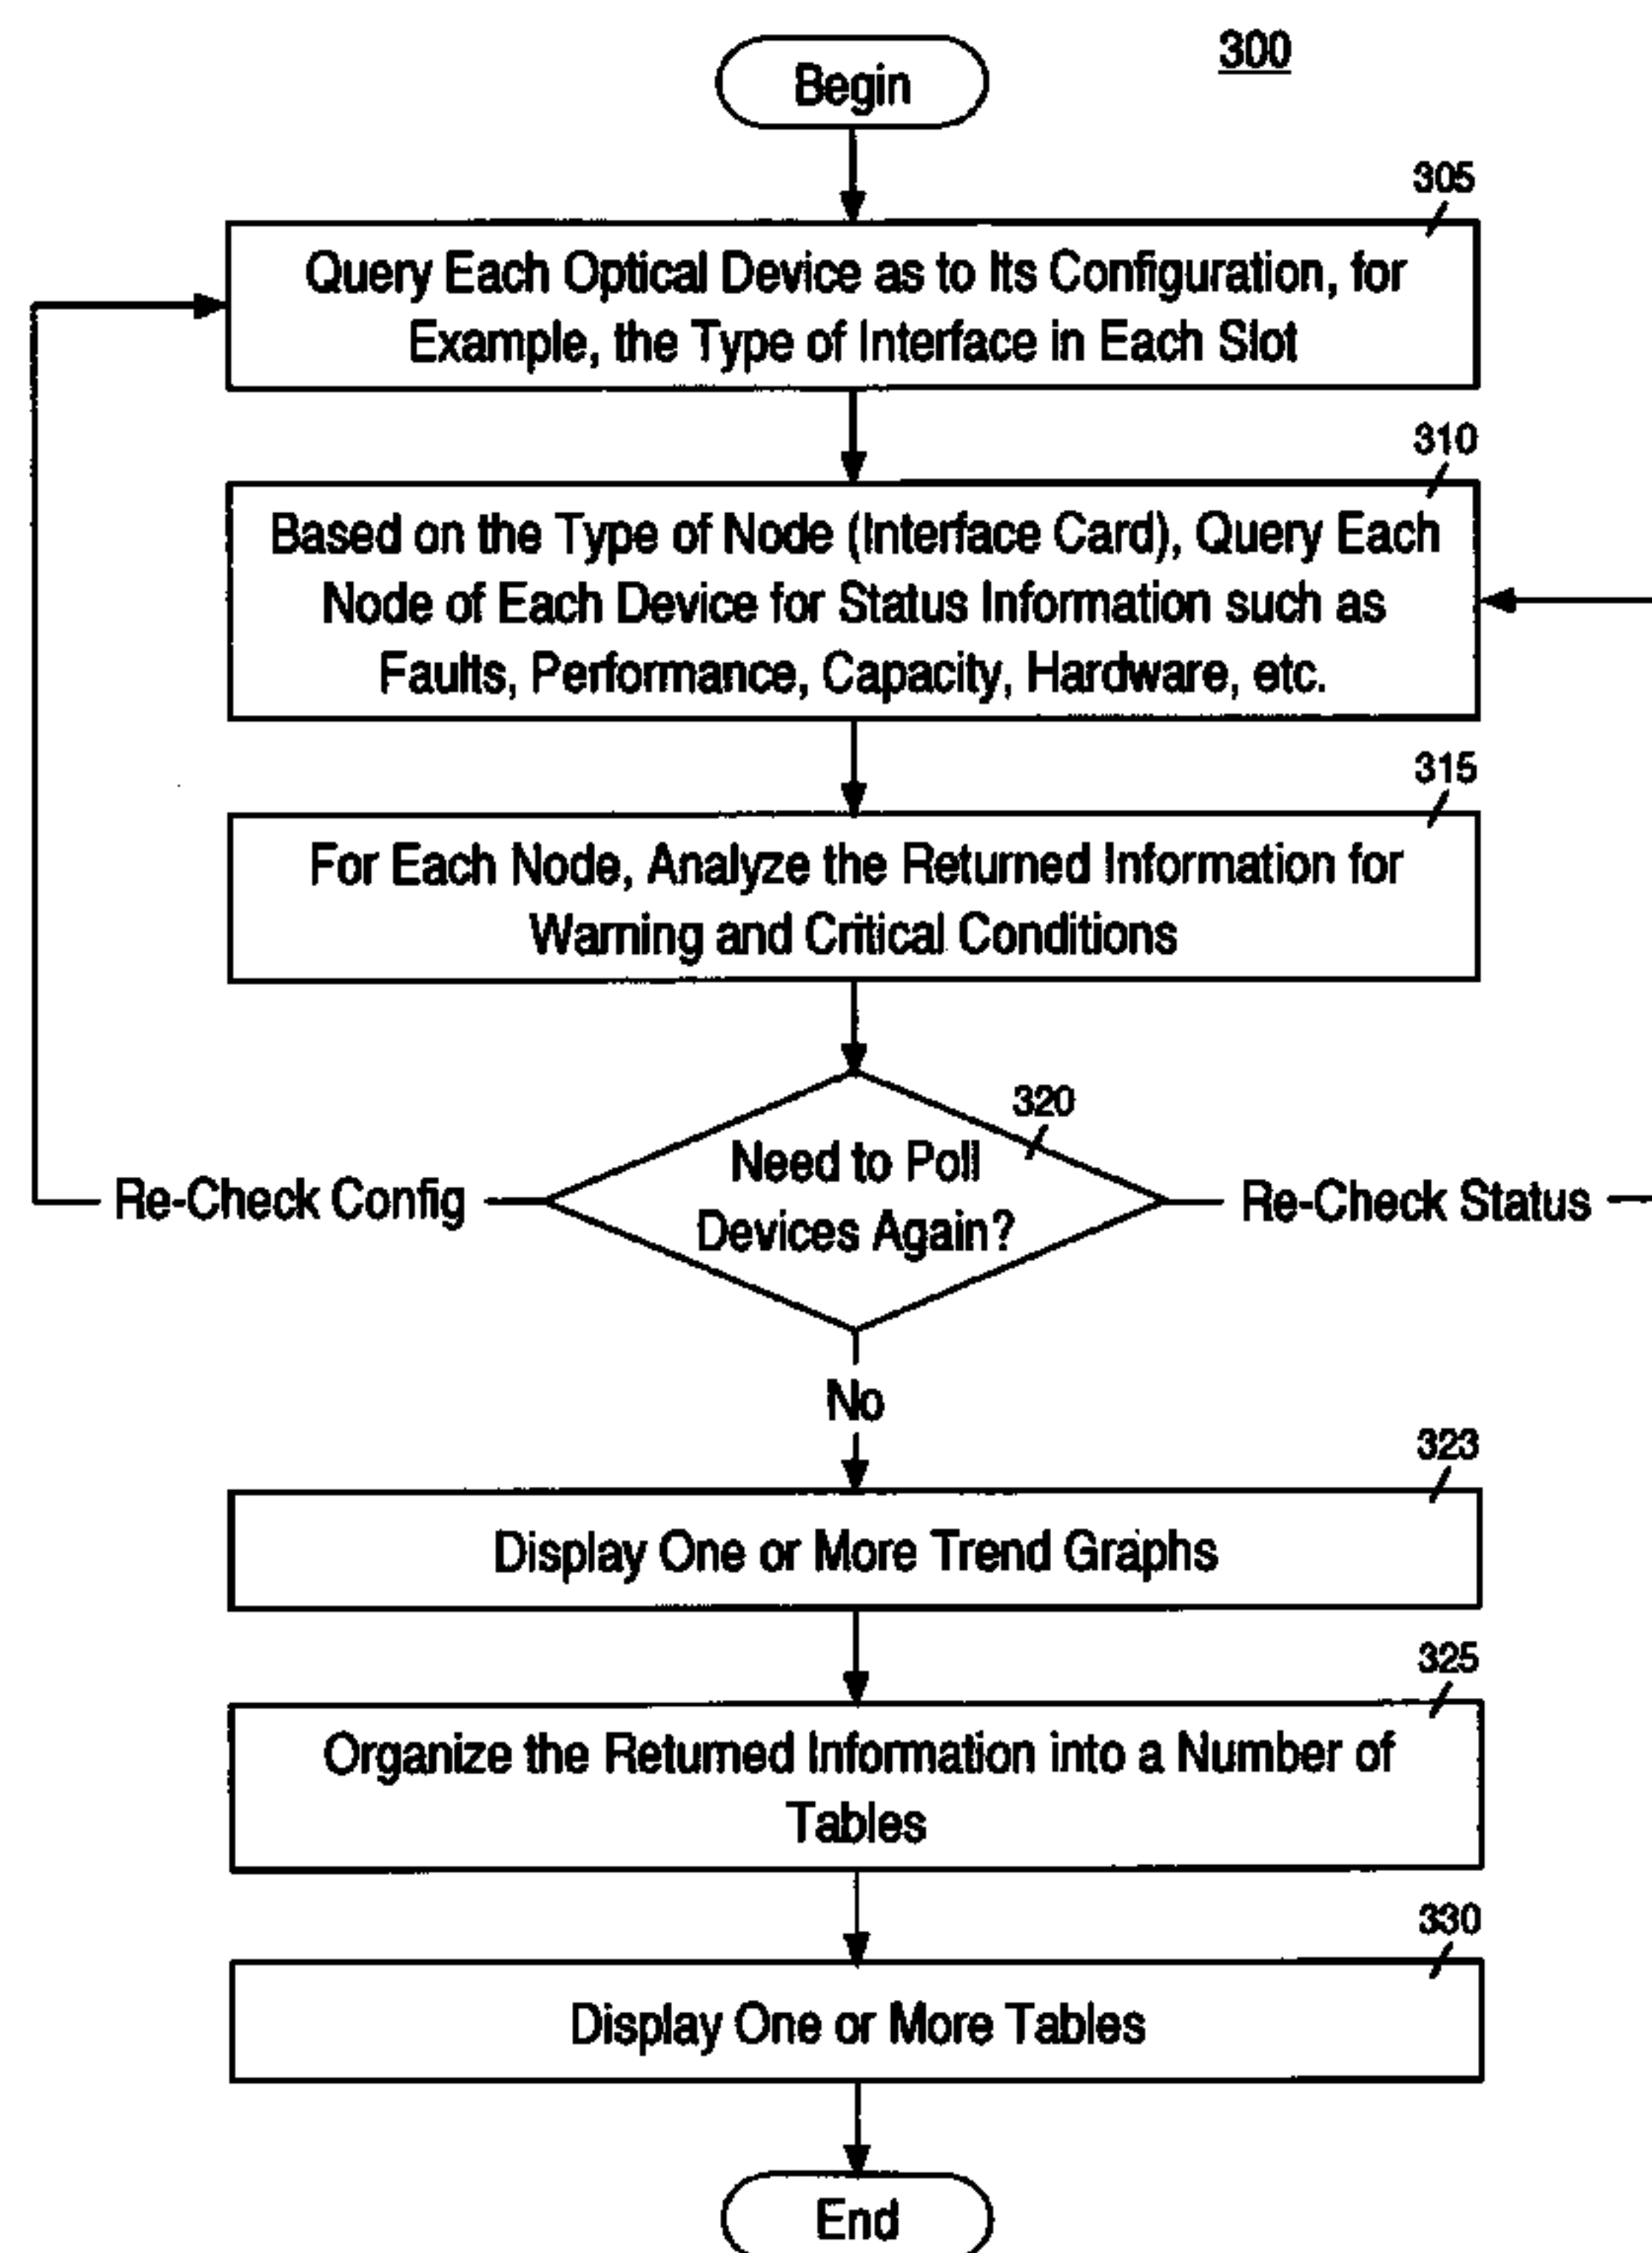 300
Begin
305
Query Each Optical Device as to Its Configuration, for
Example, the Type of Interface in Each Slot
310
Based on the Type of Node (Interface Card), Query Each
Node of Each Device for Status Information such as
Faults, Performance, Capacity, Hardware, etc.
315
For Each Node, Analyze the Returned Information for
Warning and Critical Conditions
320
Need to Poll
Devices Again?
Re-Check Config
Re-Check Status
No
323
Display One or More Trend Graphs
325
Organize the Returned Information into a Number of
Tables
330
Display One or More Tables
End